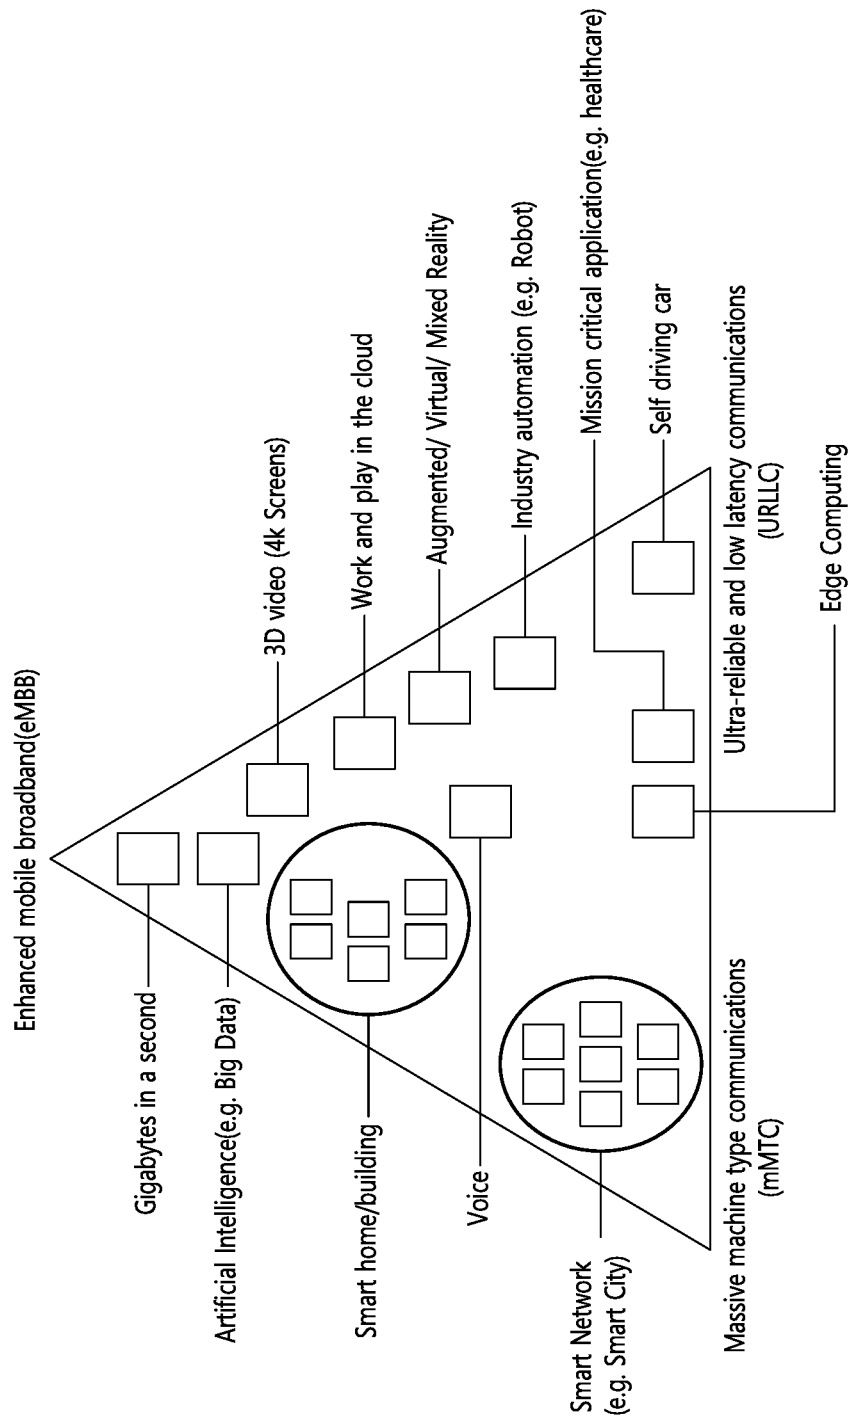 Enhanced mobile broadband(eMBB)
Gigabytes in a second
Artificial Intelligence(e.g. Big Data)
3D video (4k Screens)
Smart home/building
Work and play in the cloud
Augmented/ Virtual/ Mixed Reality
Voice
Industry automation (e.g. Robot)
Smart Network
(e.g. Smart City)
Mission critical application(e.g. healthcare)
Self driving car
Massive machine type communications
(mMTC)
Ultra-reliable and low latency communications
(URLLC)
Edge Computing